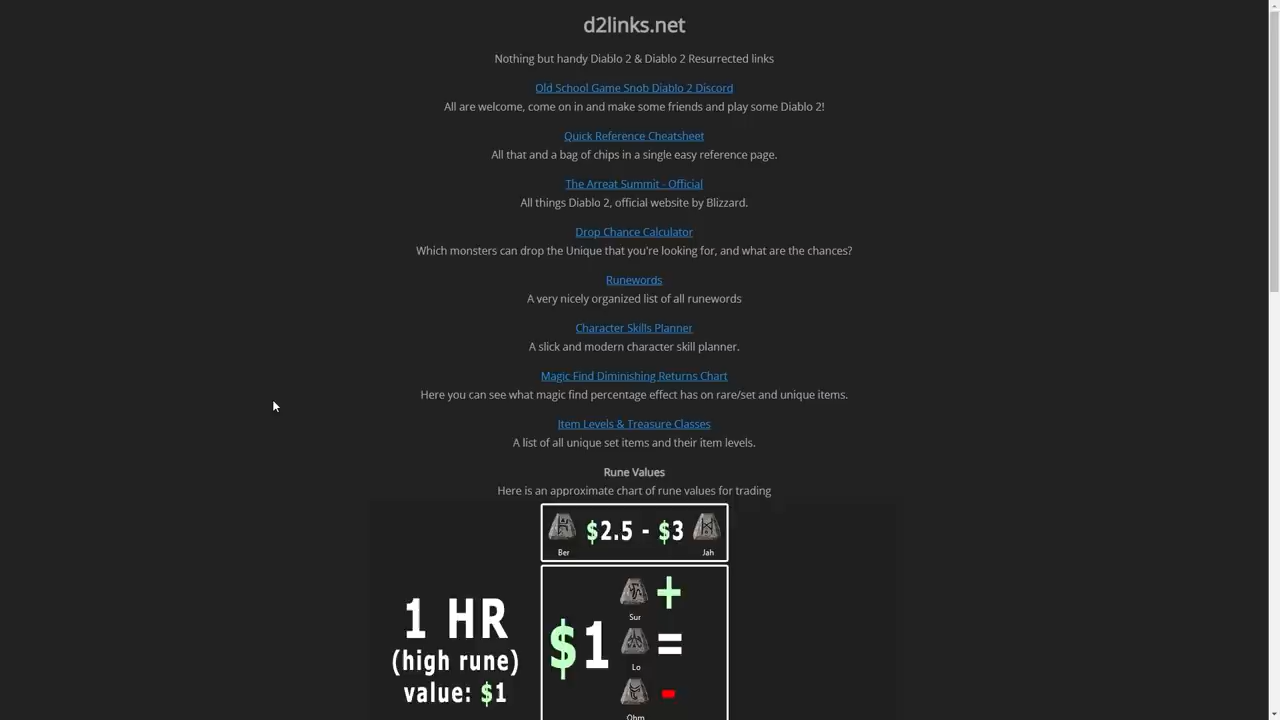 d2links.net
Nothing but handy Diablo 2 & Diablo 2 Resurrected links
Old School Game Snob Diablo 2 Discord
All are welcome, come on in and make some friends and play some Diablo 2!
Quick Reference Cheatsheet
All that and a bag of chips in a single easy reference page.
The Arreat Summit - Official
All things Diablo 2, official website by Blizzard.
Drop Chance Calculator
Which monsters can drop the Unique that you're looking for, and what are the chances?
Runewords
A very nicely organized list of all runewords
Character Skills Planner
A slick and modern character skill planner.
Magic Find Diminishing Returns Chart
Here you can see what magic find percentage effect has on rare/set and unique items.
Item Levels & Treasure Classes
A list of all unique set items and their item levels.
Rune Values
Here is an approximate chart of rune values for trading
$2.5 - $3
Ber
Jah
1 HR
(high rune)
value: $1
$1
+
Sur
=
Lo
-
Ohm